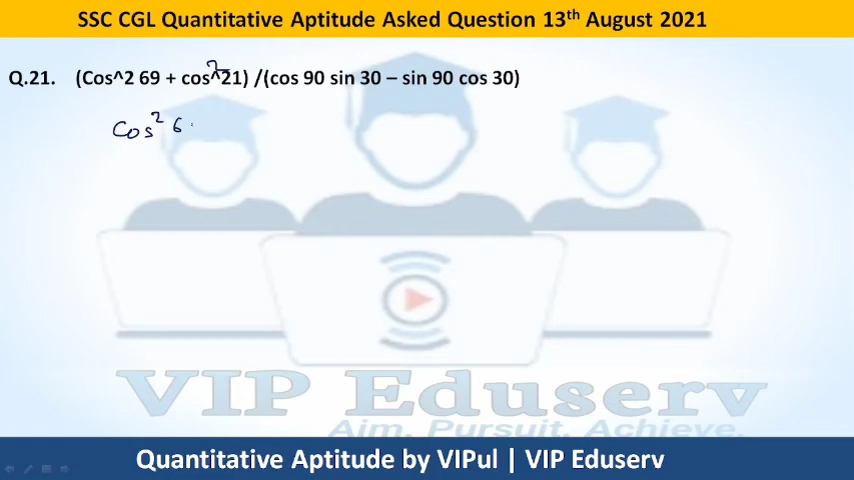 SSC CGL Quantitative Aptitude Asked Question 13th August 2021
Q.21. (Cos^2 69 + cos^21) /(cos 90 sin 30 – sin 90 cos 30)
2
Cos2 6
VIP Eduserv
Aim. Pursuit. Achieve.
Quantitative Aptitude by VIPul | VIP Eduserv